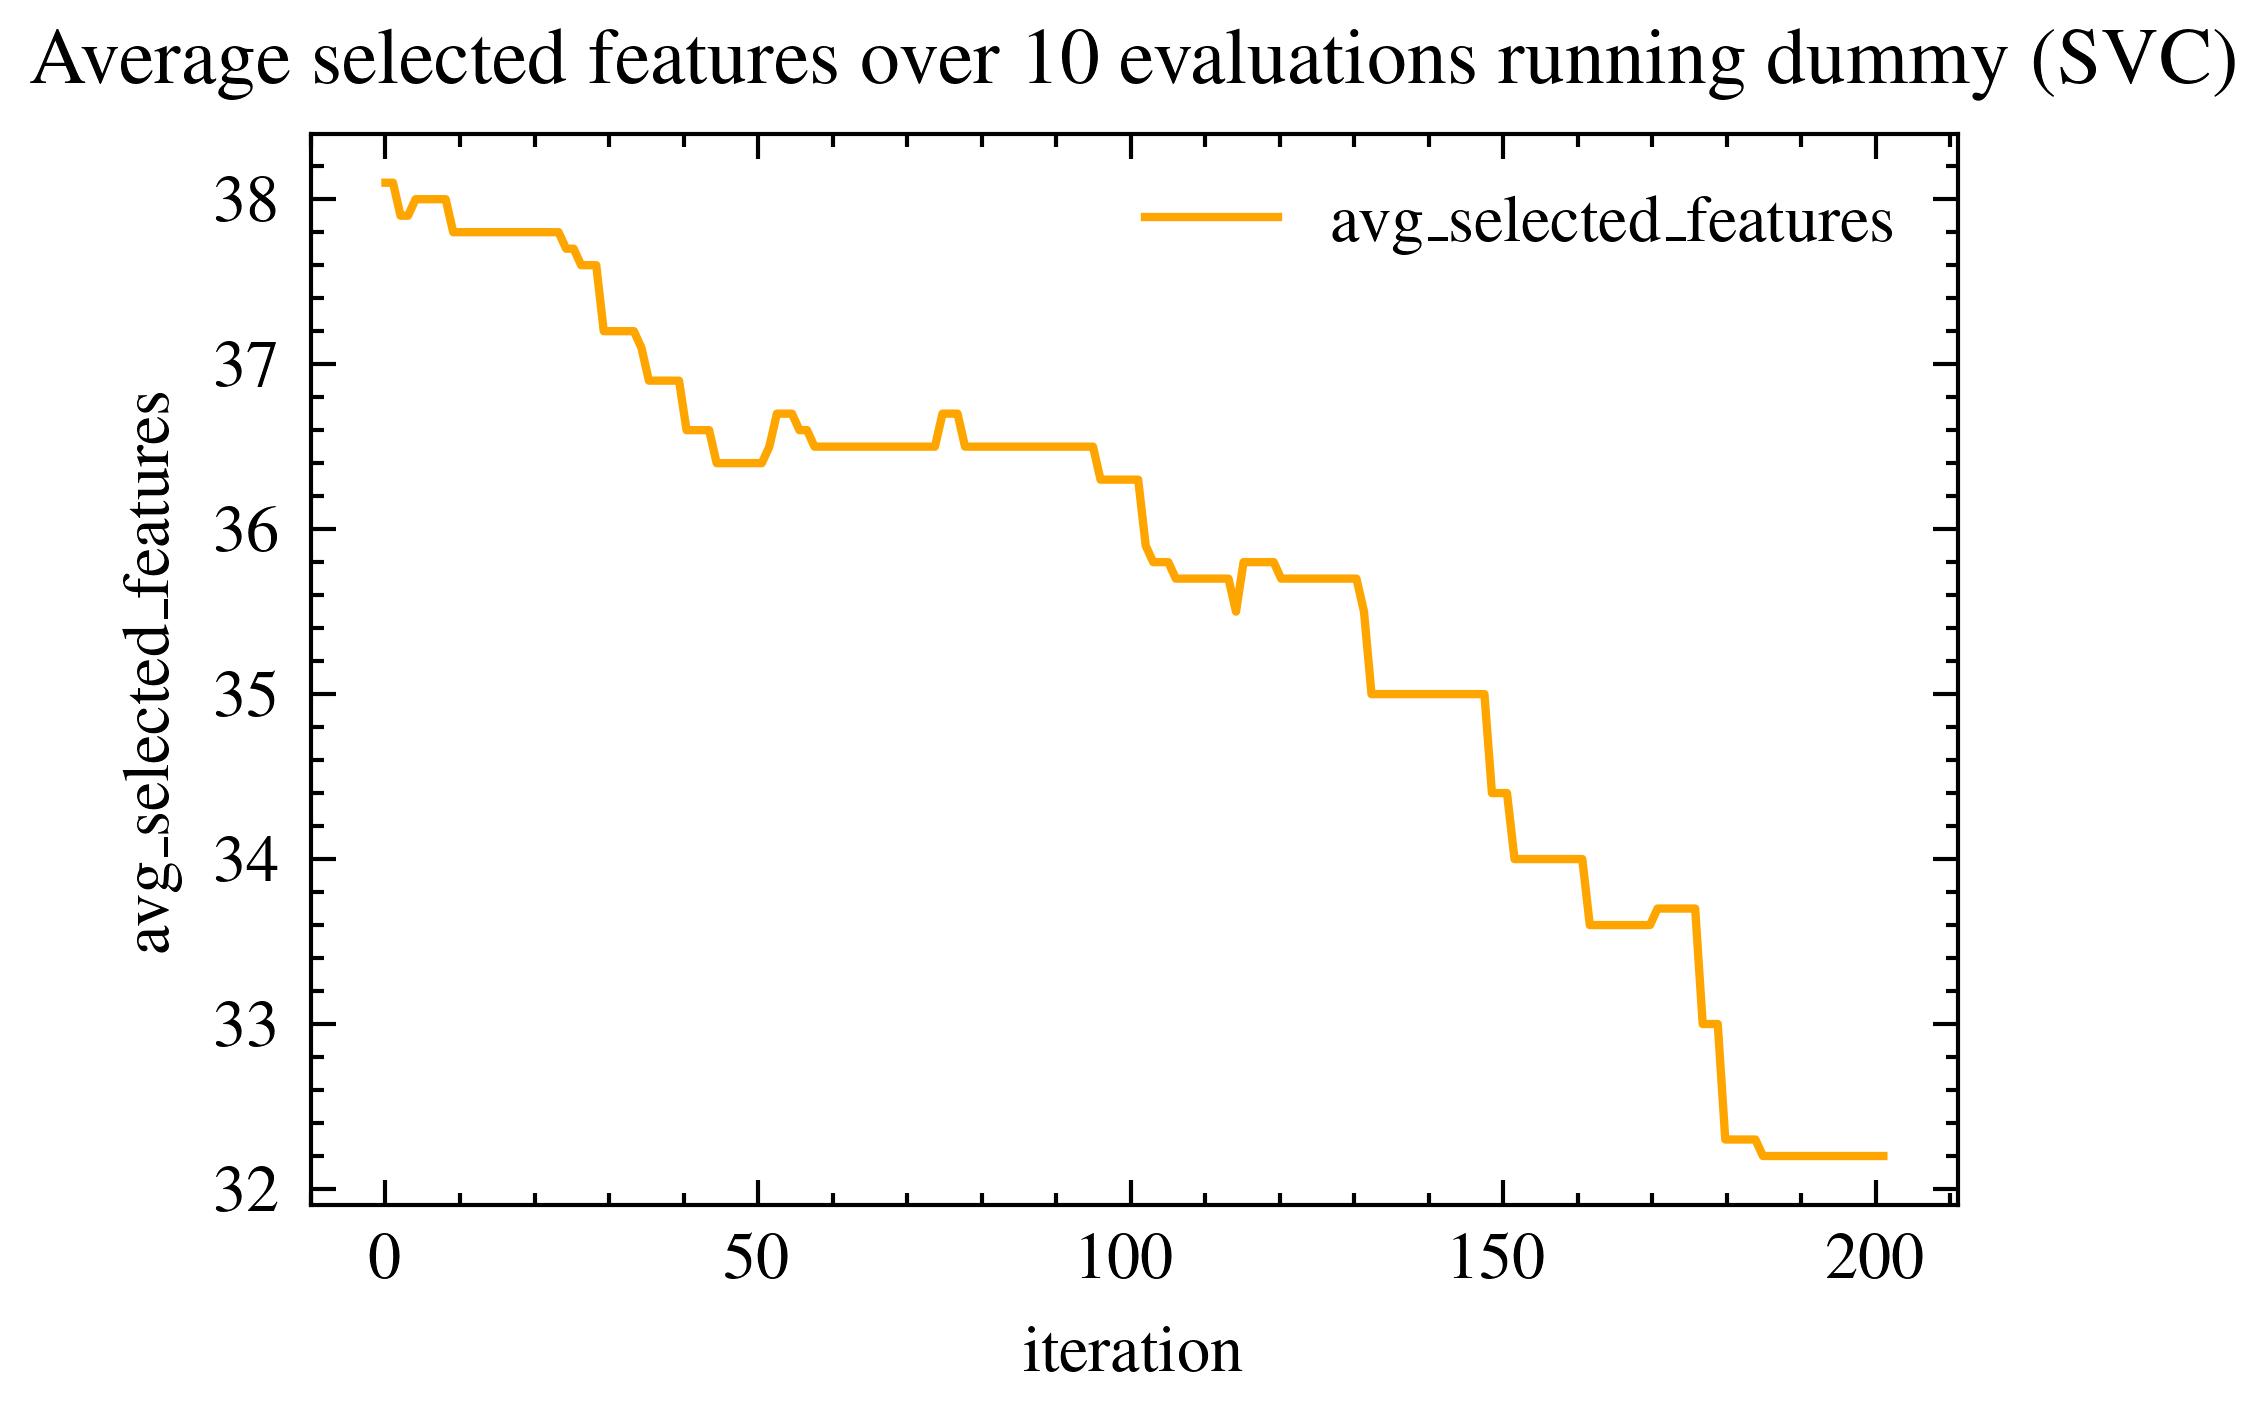 Average selected features over 10 evaluations running dummy (SVC)
avg_selected_features
avg_selected_features
38
37
36
35
34
33
32
0 50 100 150 200
iteration